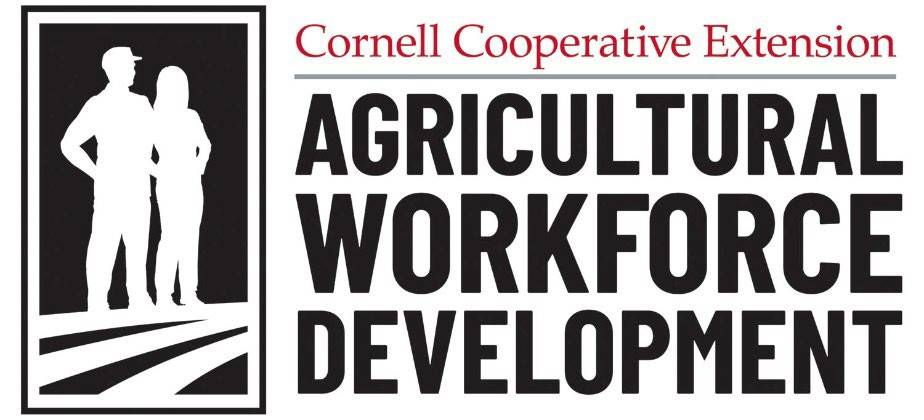 Cornell Cooperative Extension
AGRICULTURAL
WORKFORCE
DEVELOPMENT